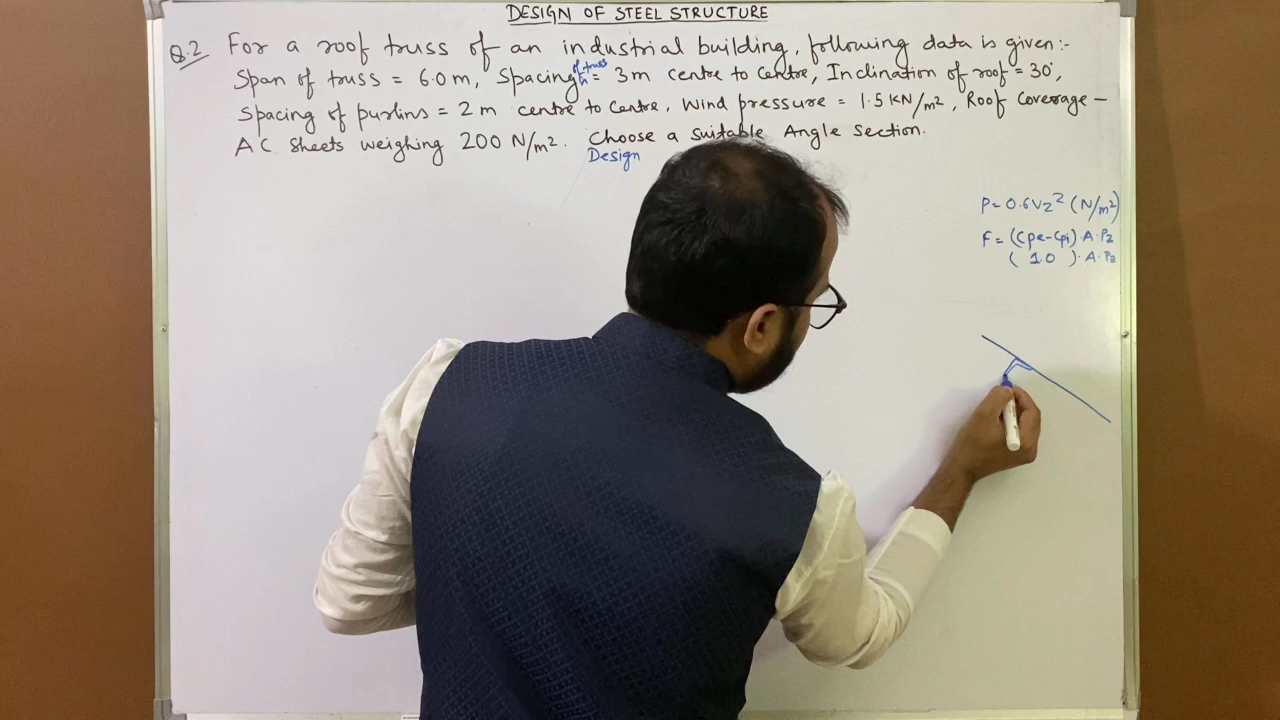 DESIGN OF STEEL STRUCTURE
Q.2 For a roof truss of an industrial building, following data is given:-
Span of truss = 6.0m, Spacing of truss = 3m centre to centre, Inclination of roof = 30°,
Spacing of purlins = 2 m centre to centre, Wind pressure = 1.5 KN/m², Roof Coverage -
AC Sheets weighing 200 N/m². Choose a suitable Angle section.
Design
P = 0.6Vz² (N/m²)
F = (Cpe-Cpi).A.Pz
( 1.0 ).A.Pz